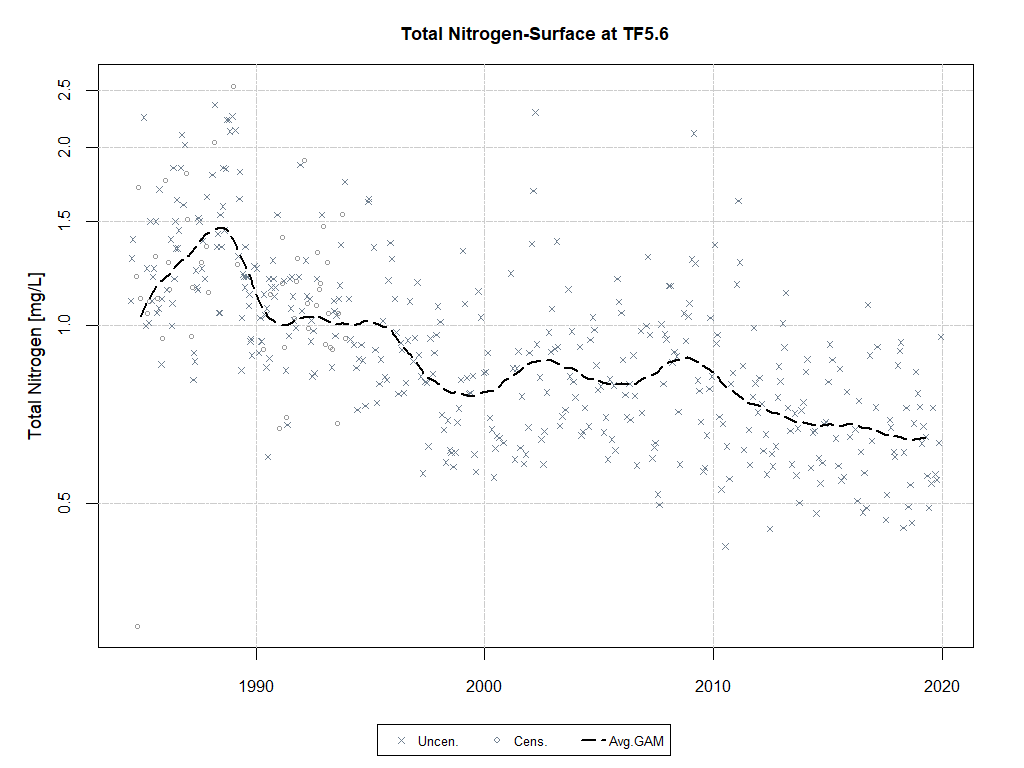 Total Nitrogen-Surface at TF5.6
Total Nitrogen [mg/L]
2.5
2.0
1.5
1.0
0.5
1990 2000 2010 2020
Uncen. Cens. Avg.GAM